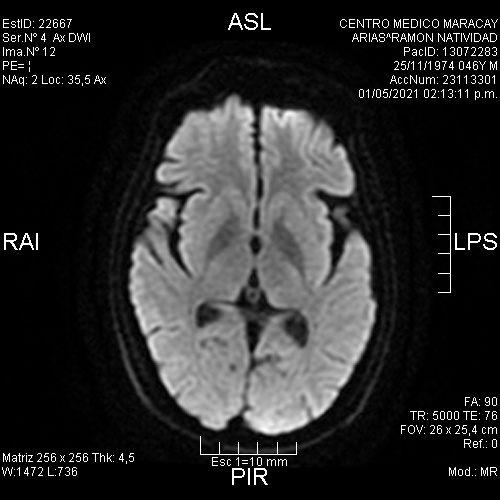 EstID: 22667
Ser.Nº 4 Ax DWI
Ima.Nº 12
PE= ¦
NAq: 2 Loc: 35,5 Ax
ASL
CENTRO MEDICO MARACAY
ARIAS^RAMON NATIVIDAD
PacID: 13072283
25/11/1974 046Y M
AccNum: 23113301
01/05/2021 02:13:11 p.m.
RAI
LPS
FA: 90
TR: 5000 TE: 76
FOV: 26 x 25,4 cm
Ref.: 0
Matriz 256 x 256 Thk: 4,5
W:1472 L:736
Esc 1=10 mm
PIR
Mod.: MR